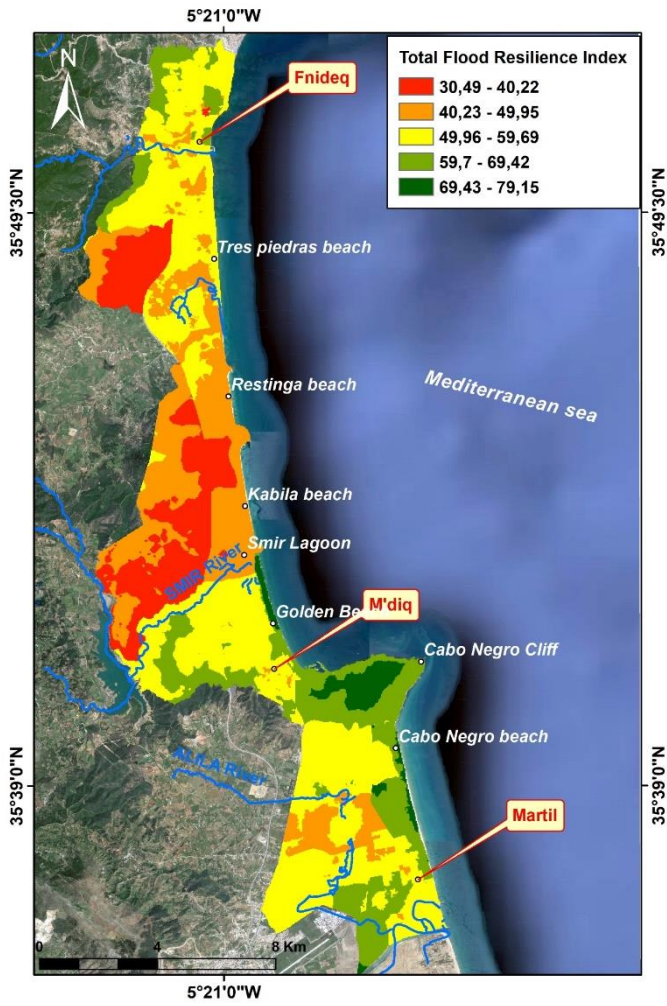 5°21'0"W
N
Total Flood Resilience Index
30,49 - 40,22
40,23 - 49,95
49,96 - 59,69
59,7 - 69,42
69,43 - 79,15
Fnideq
35°49'30"N
35°49'30"N
Tres piedras beach
Restinga beach
Mediterranean sea
Kabila beach
Smir Lagoon
SMIR River
Golden Be
M'diq
Cabo Negro Cliff
Cabo Negro beach
ALILA River
35°39'0"N
35°39'0"N
Martil
0 4 8 Km
5°21'0"W